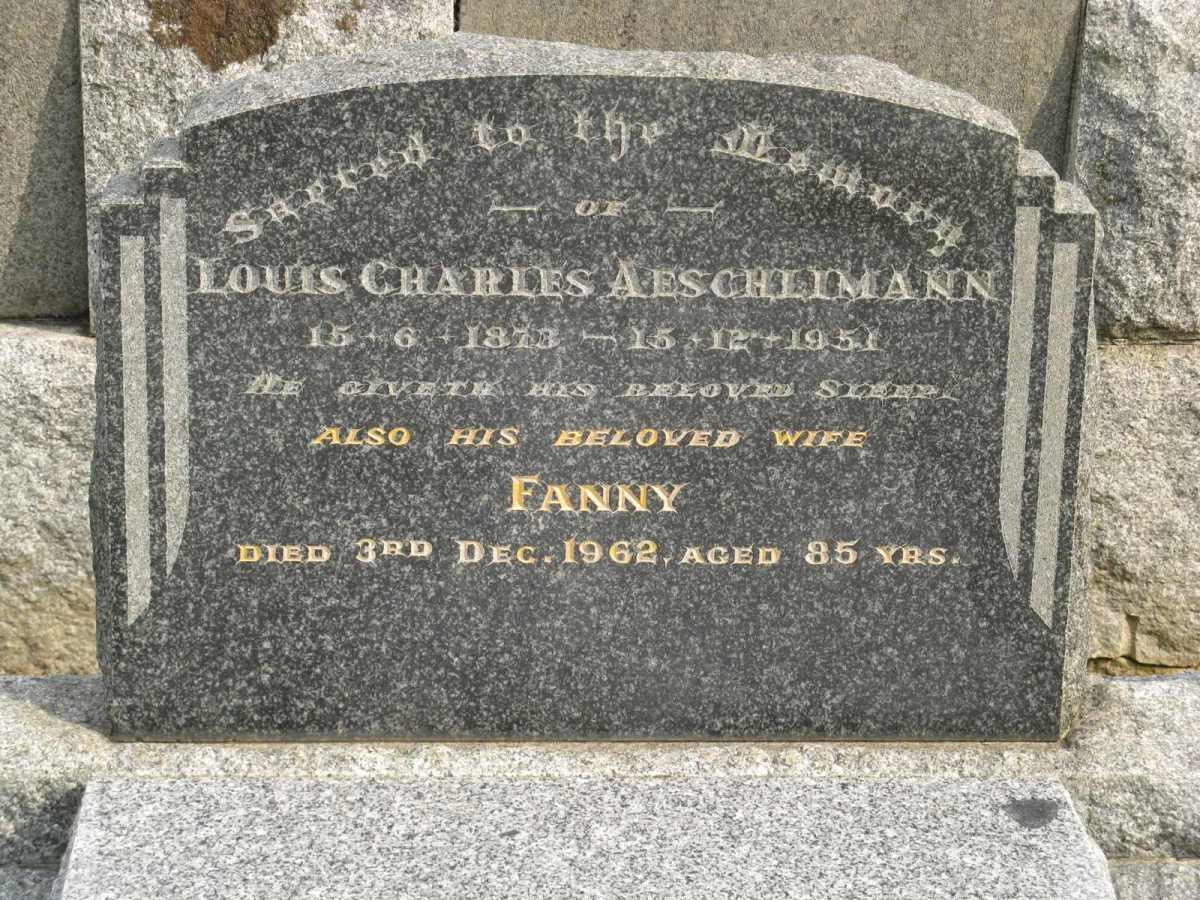 Sacred to the Memory
— OF —
LOUIS CHARLES AESCHLIMANN
15 + 6 + 1873 — 15 + 12 + 1951
HE GIVETH HIS BELOVED SLEEP.
ALSO HIS BELOVED WIFE
FANNY
DIED 3RD DEC. 1962, AGED 85 YRS.